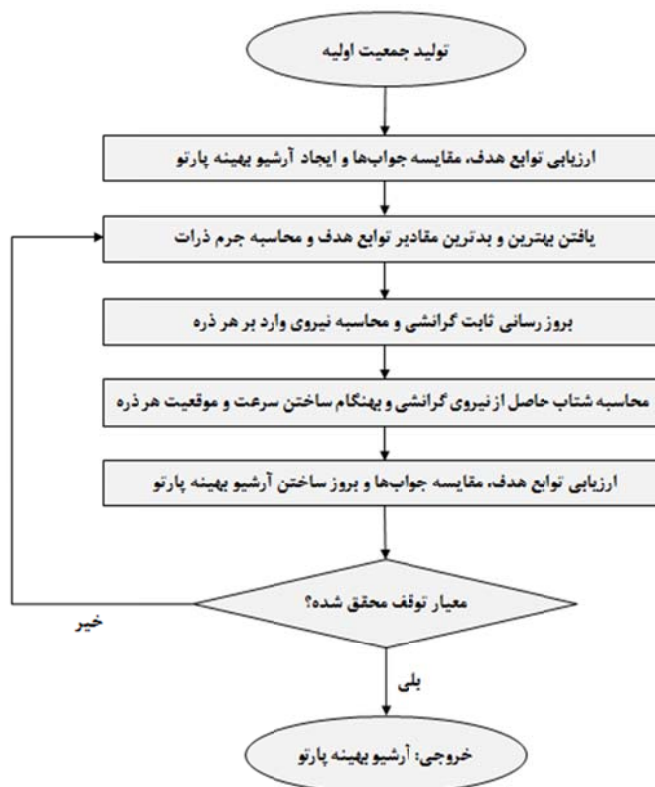 تولید جمعیت اولیه
ارزیابی توابع هدف، مقایسه جواب‌ها و ایجاد آرشیو بهینه پارتو
یافتن بهترین و بدترین مقادیر توابع هدف و محاسبه جرم ذرات
بروز رسانی ثابت گرانشی و محاسبه نیروی وارد بر هر ذره
محاسبه شتاب حاصل از نیروی گرانشی و بهنگام ساختن سرعت و موقعیت هر ذره
ارزیابی توابع هدف، مقایسه جواب‌ها و بروز ساختن آرشیو بهینه پارتو
معیار توقف محقق شده؟
خیر
بلی
خروجی: آرشیو بهینه پارتو